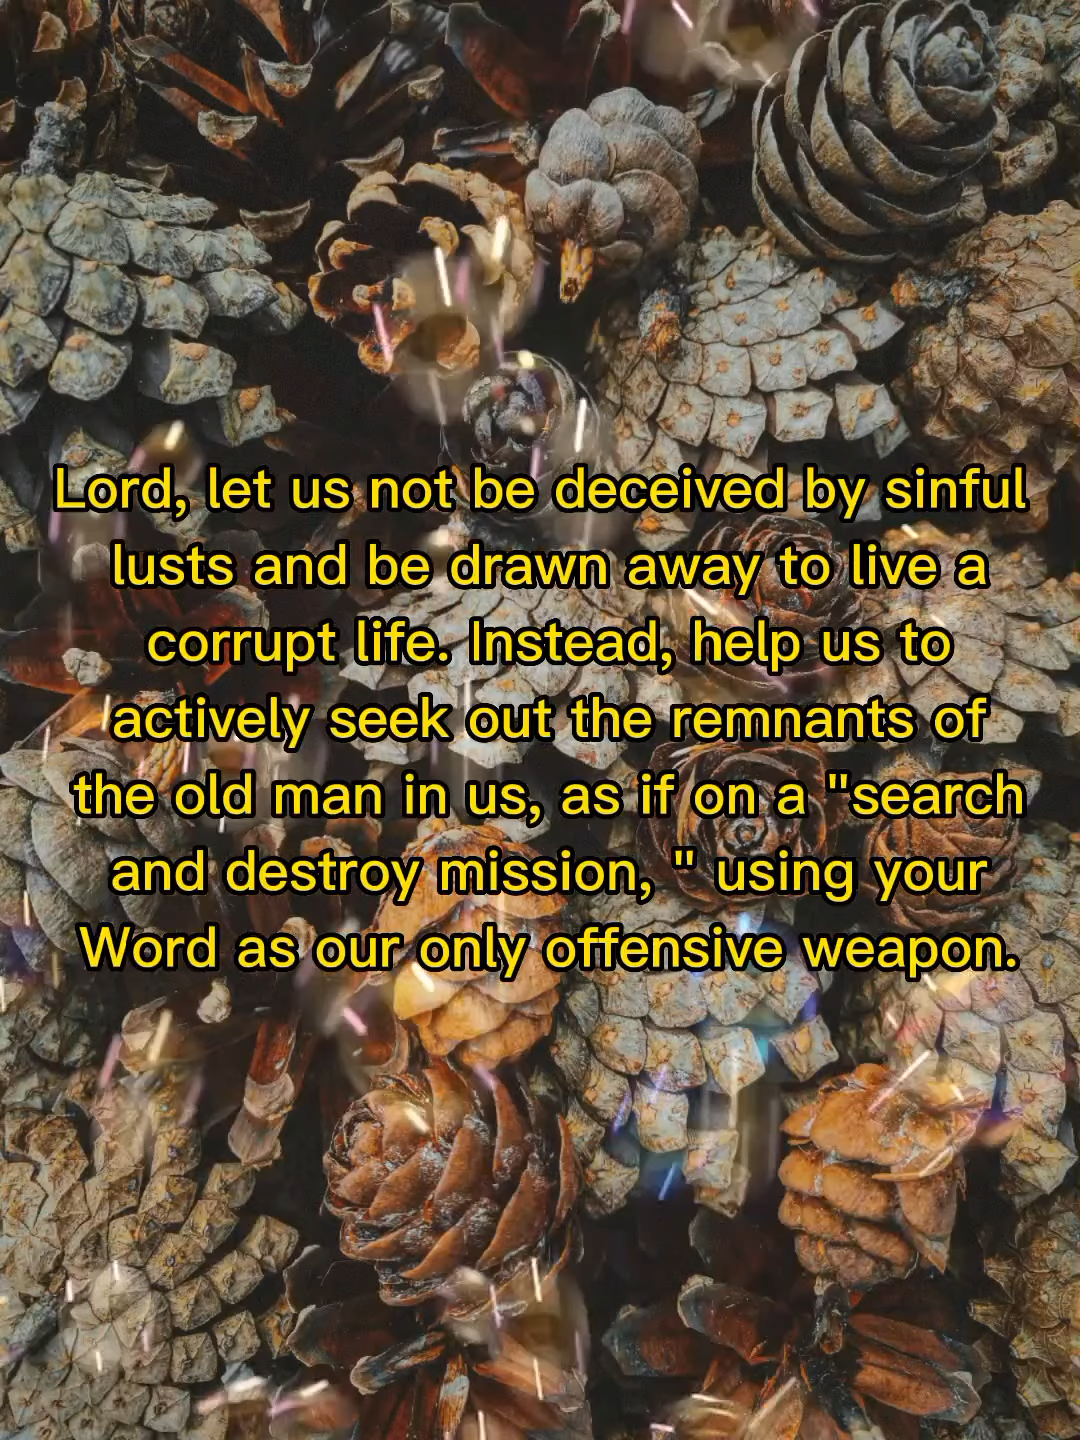 Lord, let us not be deceived by sinful
lusts and be drawn away to live a
corrupt life. Instead, help us to
actively seek out the remnants of
the old man in us, as if on a "search
and destroy mission, " using your
Word as our only offensive weapon.